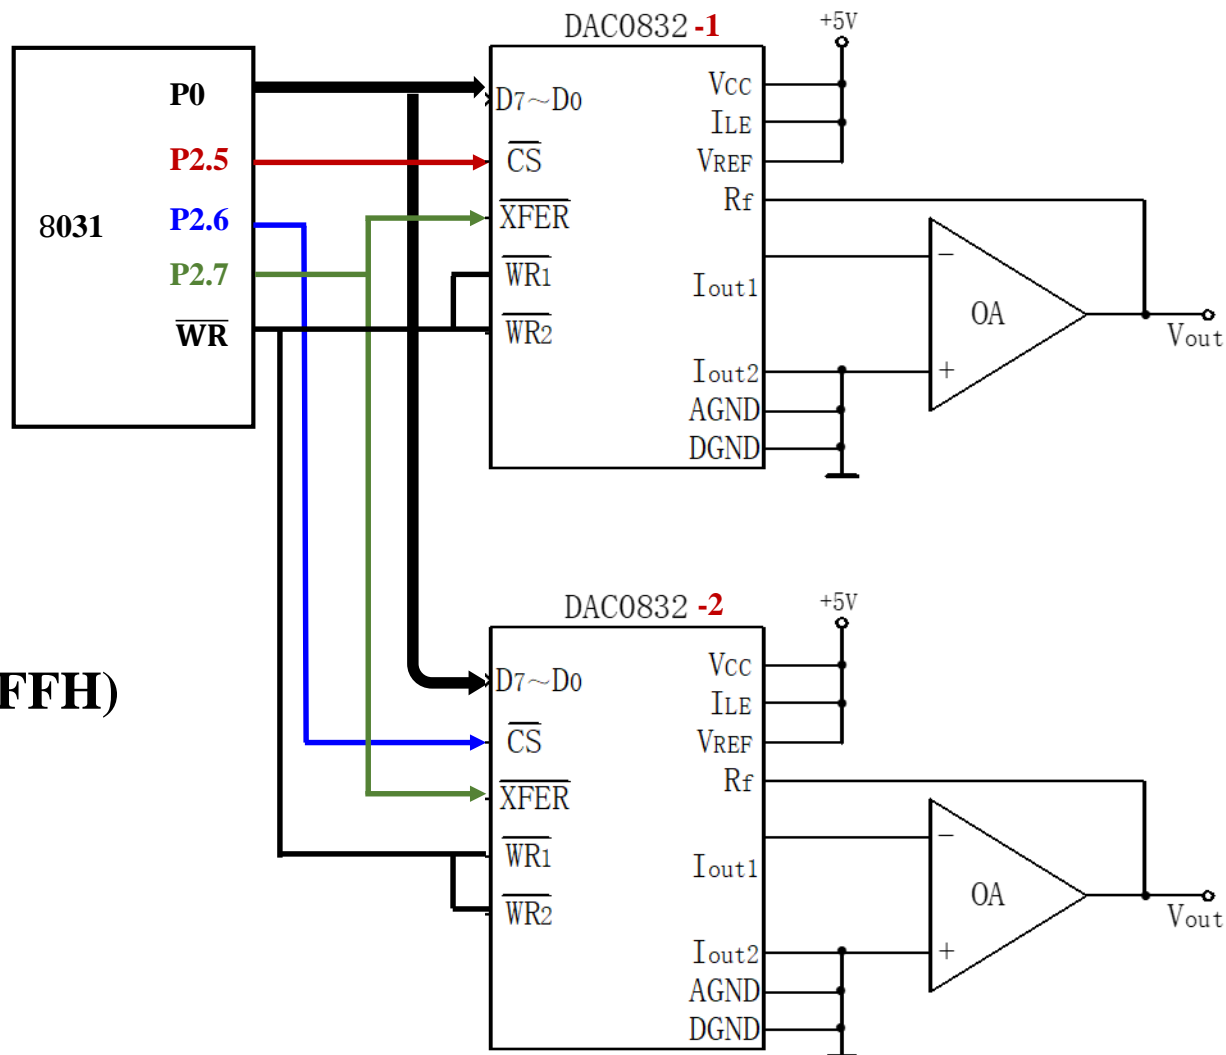 DAC0832 -1
+5V
8031
P0
P2.5
P2.6
P2.7
WR
D7~D0
CS
XFER
WR1
WR2
VCC
ILE
VREF
Rf
Iout1
Iout2
AGND
DGND
OA
−
+
Vout
FFH)
DAC0832 -2
+5V
D7~D0
CS
XFER
WR1
WR2
VCC
ILE
VREF
Rf
Iout1
Iout2
AGND
DGND
OA
−
+
Vout